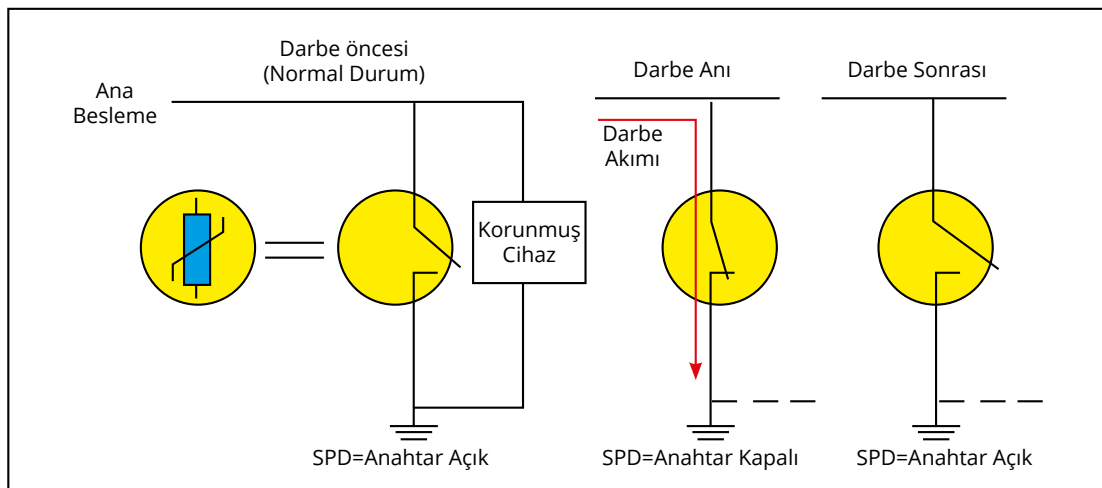 Darbe öncesi
(Normal Durum)
Ana
Besleme
Korunmuş
Cihaz
SPD=Anahtar Açık
Darbe Anı
Darbe
Akımı
SPD=Anahtar Kapalı
Darbe Sonrası
SPD=Anahtar Açık